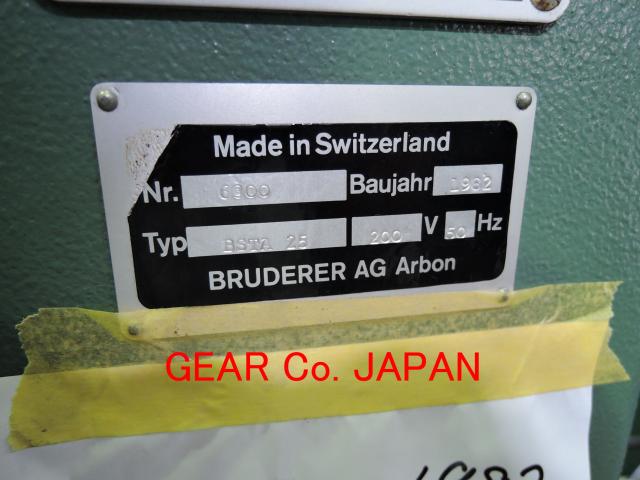 Made in Switzerland
Nr. 6300 Baujahr 1982
Typ BSTA 25 200 V 50 Hz
BRUDERER AG Arbon
GEAR Co. JAPAN
1982